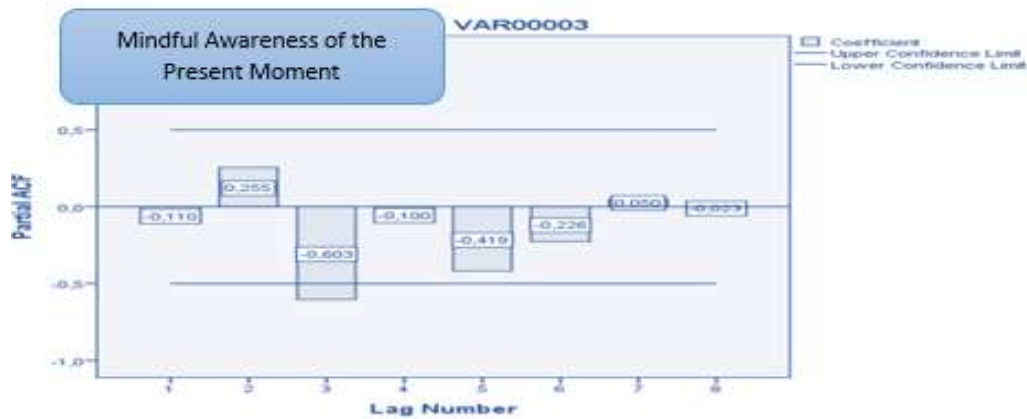 VAR00003
Mindful Awareness of the
Present Moment
Coefficient
Upper Confidence Limit
Lower Confidence Limit
Partial ACF
0,5
0,0
-0,5
-1,0
-0,110
0,255
-0,603
-0,100
-0,419
-0,226
0,050
-0,023
1 2 3 4 5 6 7 8
Lag Number